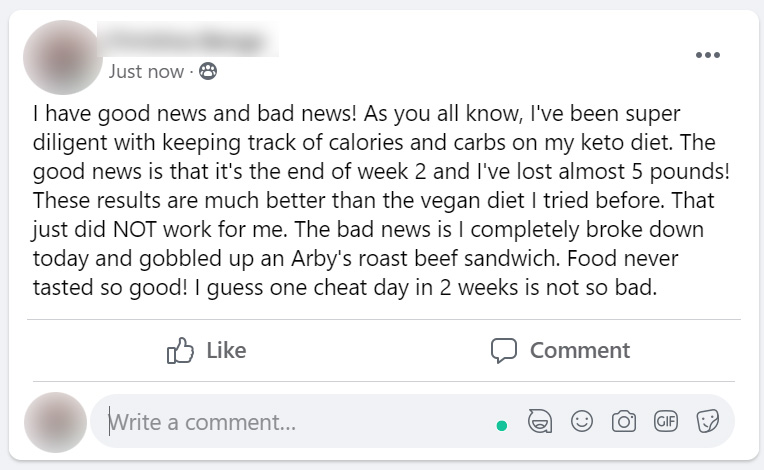 Just now ·
I have good news and bad news! As you all know, I've been super
diligent with keeping track of calories and carbs on my keto diet. The
good news is that it's the end of week 2 and I've lost almost 5 pounds!
These results are much better than the vegan diet I tried before. That
just did NOT work for me. The bad news is I completely broke down
today and gobbled up an Arby's roast beef sandwich. Food never
tasted so good! I guess one cheat day in 2 weeks is not so bad.
Like Comment
Write a comment... GIF